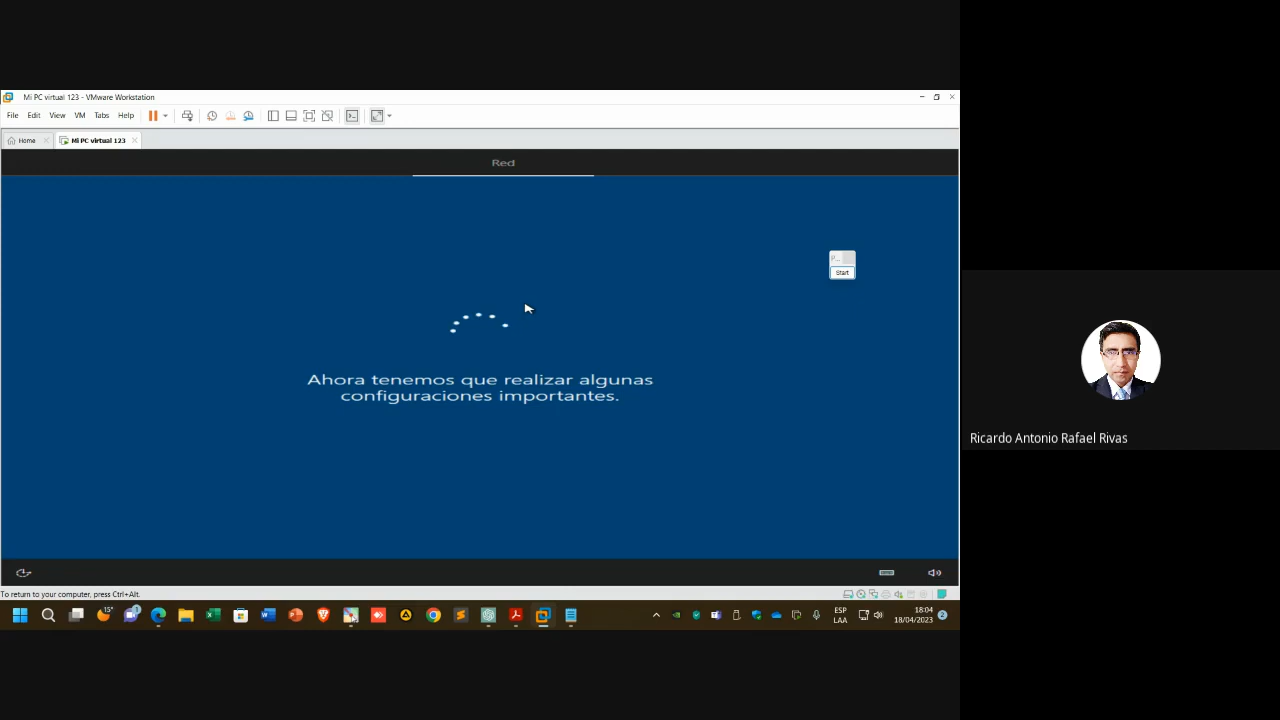 Mi PC virtual 123 - VMware Workstation
File Edit View VM Tabs Help
Home
Mi PC virtual 123
Red
P...
Start
Ahora tenemos que realizar algunas
configuraciones importantes.
Ricardo Antonio Rafael Rivas
To return to your computer, press Ctrl+Alt.
15°
ESP
LAA
18:04
18/04/2023
2